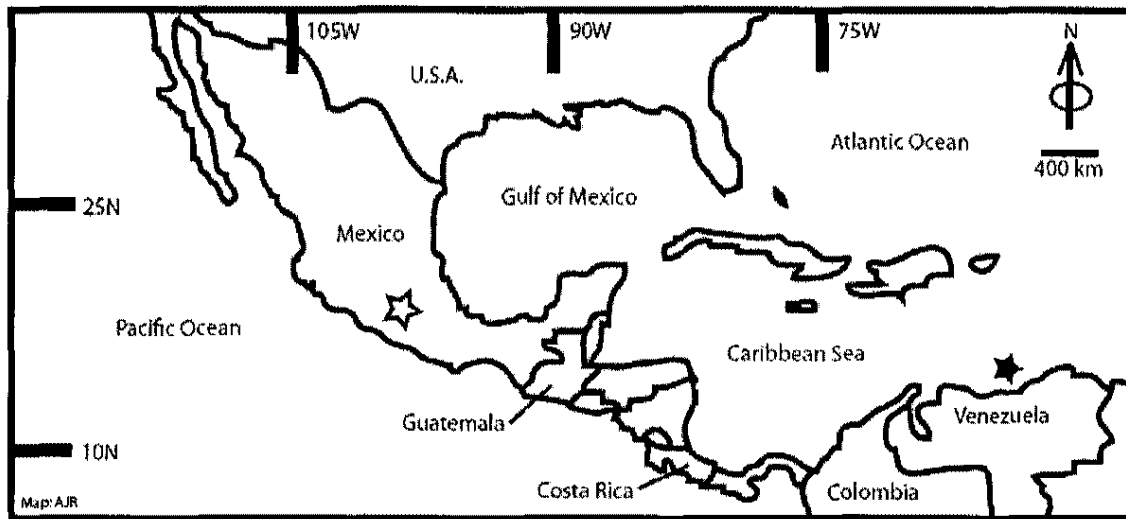 105W
90W
75W
N
U.S.A.
Atlantic Ocean
400 km
25N
Gulf of Mexico
Mexico
Pacific Ocean
Caribbean Sea
Guatemala
Venezuela
10N
Costa Rica
Colombia
Map: AJR